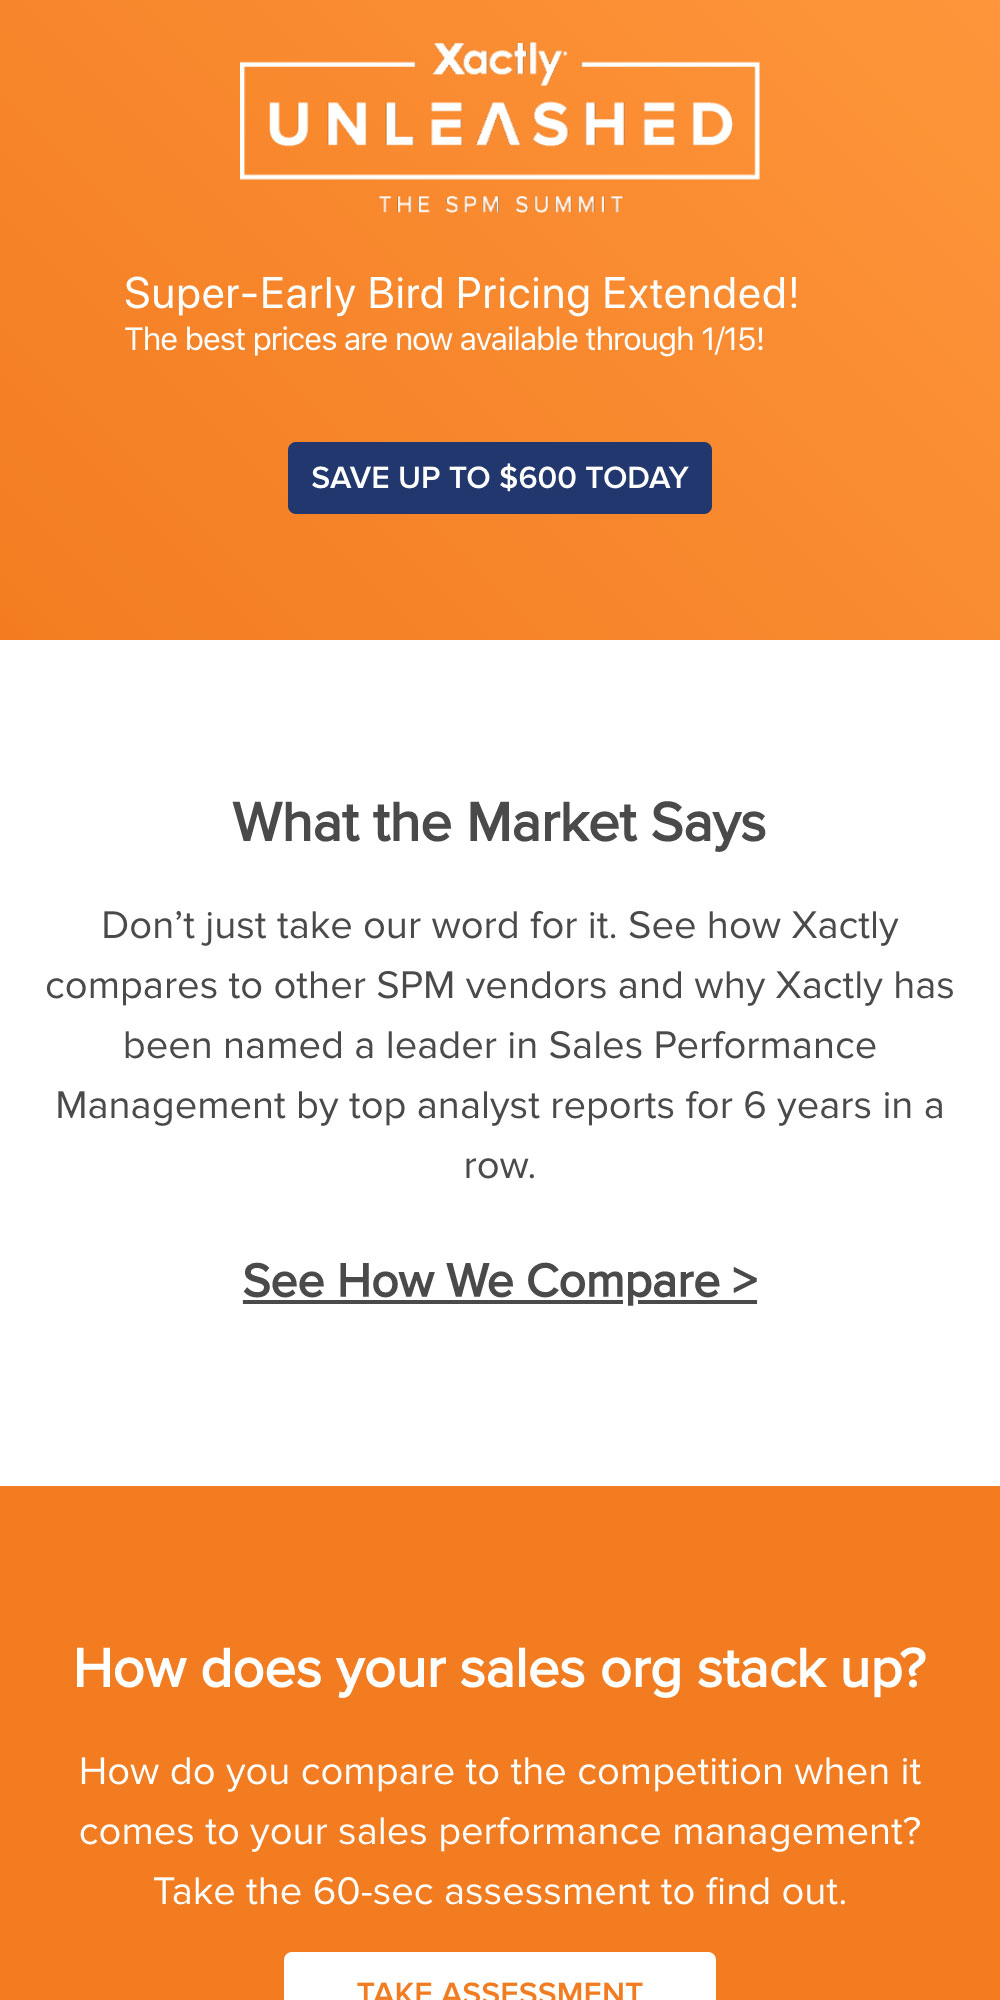 Xactly
UNLEASHED
THE SPM SUMMIT
Super-Early Bird Pricing Extended!
The best prices are now available through 1/15!
SAVE UP TO $600 TODAY
What the Market Says
Don’t just take our word for it. See how Xactly
compares to other SPM vendors and why Xactly has
been named a leader in Sales Performance
Management by top analyst reports for 6 years in a
row.
See How We Compare >
How does your sales org stack up?
How do you compare to the competition when it
comes to your sales performance management?
Take the 60-sec assessment to find out.
TAKE ASSESSMENT